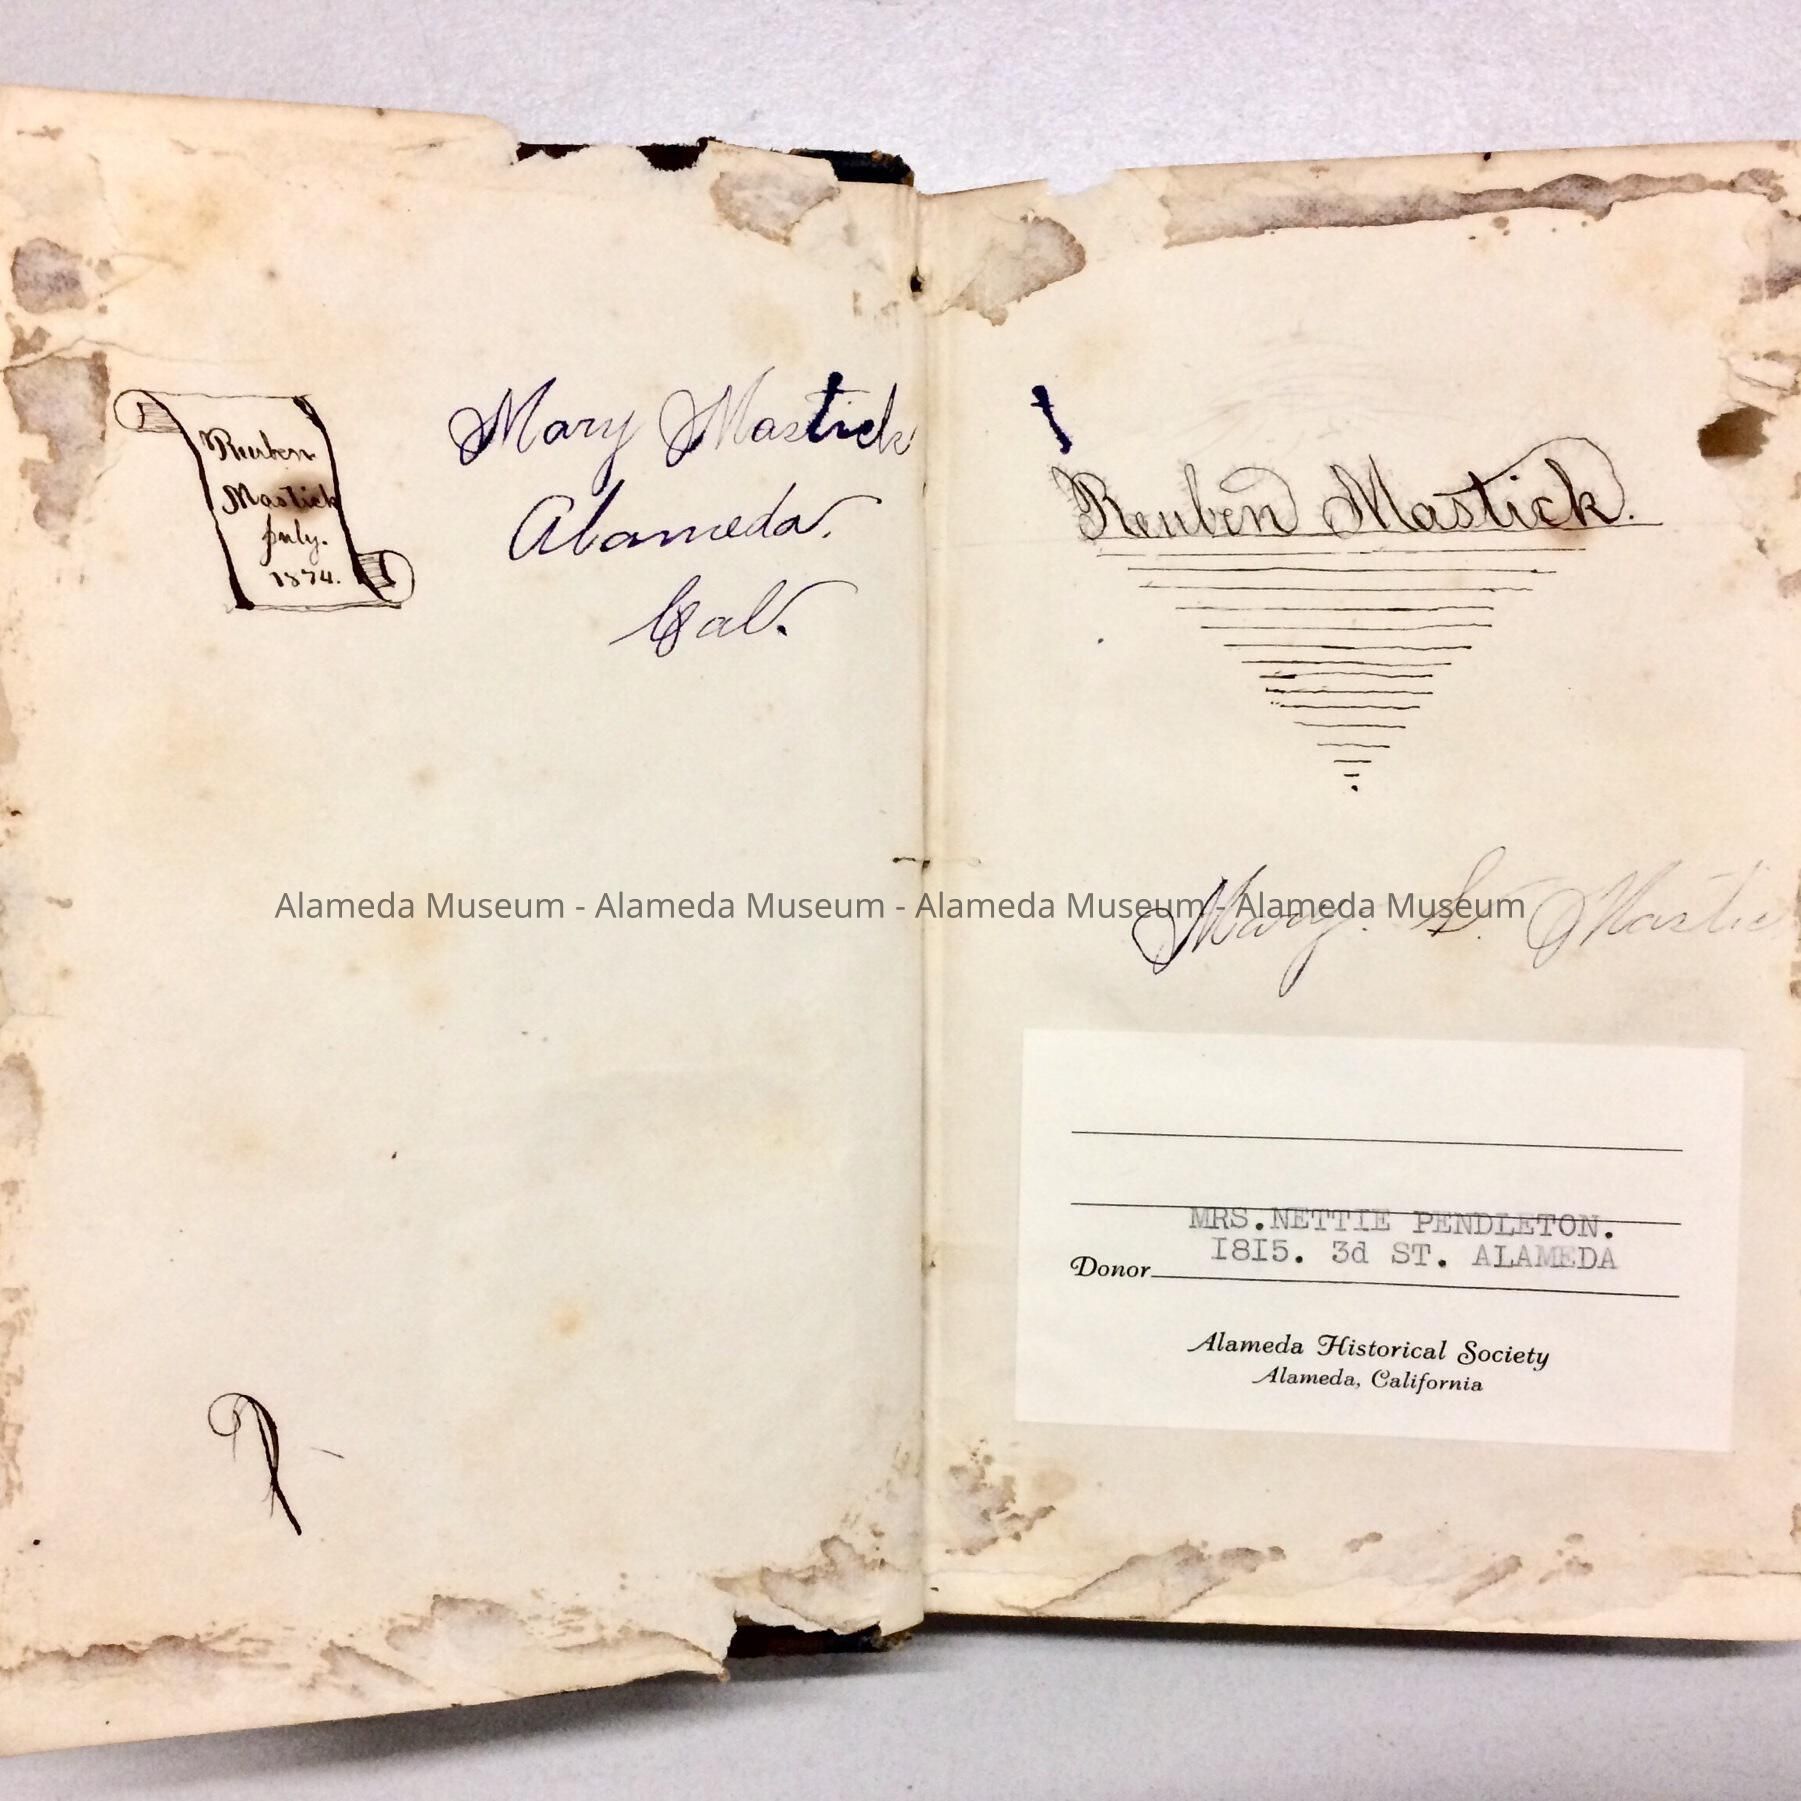 Reuben
Mastick
July.
1874.
Mary Mastick
Alameda.
Cal.
Reuben Mastick.
Alameda Museum - Alameda Museum - Alameda Museum - Alameda Museum
Mary. S. Mastic
MRS.NETTIE PENDLETON.
1815. 3d ST. ALAMEDA
Donor
Alameda Historical Society
Alameda, California